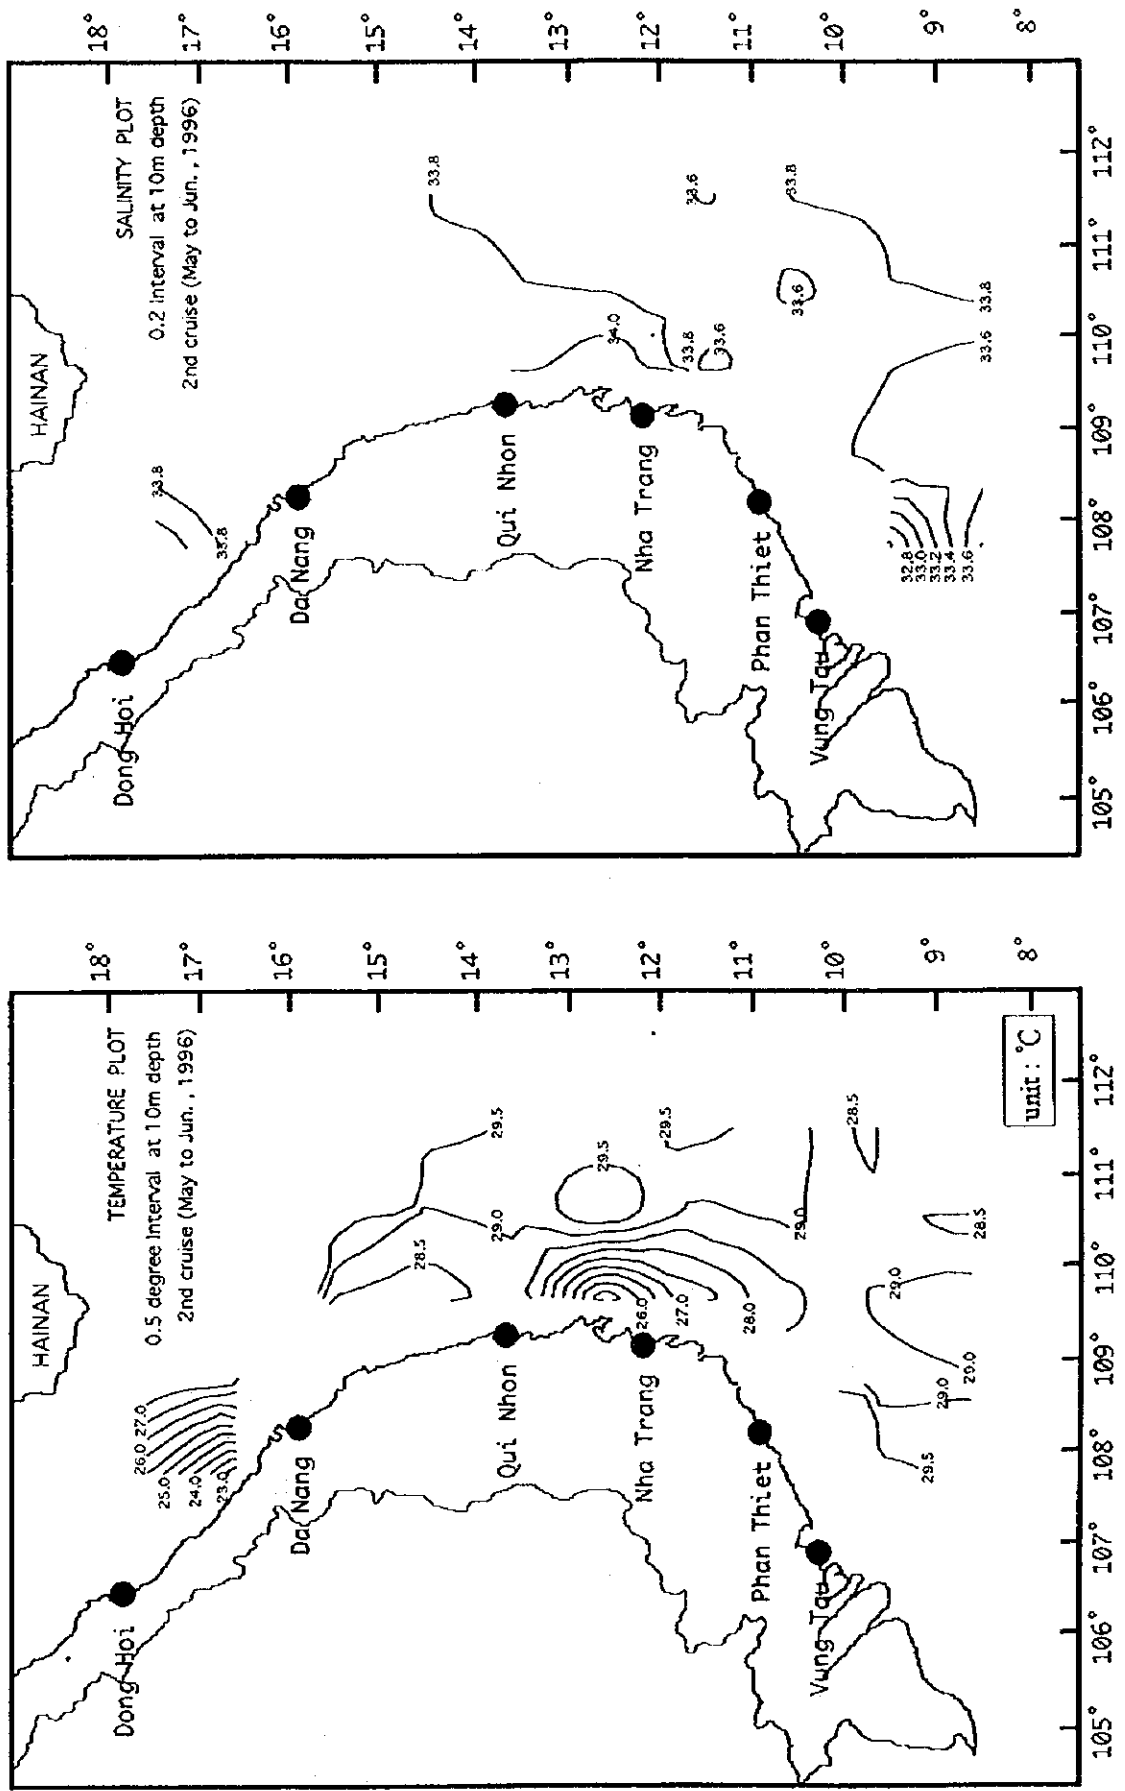 TEMPERATURE PLOT
0.5 degree Interval at 10m depth
2nd cruise (May to Jun. , 1996)
HAINAN
18°
17°
16°
15°
14°
13°
12°
11°
10°
9°
8°
Dong Hoi
Da Nang
Qui Nhon
Nha Trang
Phan Thiet
Vung Tau
26.0 27.0
25.0
24.0
23.0
28.5
29.0
29.5
29.5
26.0
29.5
27.0
28.0
29.0
28.5
29.0
29.5
29.0
29.0
28.5
unit : °C
105° 106° 107° 108° 109° 110° 111° 112°
SALINITY PLOT
0.2 Interval at 10m depth
2nd cruise (May to Jun. , 1996)
HAINAN
18°
17°
16°
15°
14°
13°
12°
11°
10°
9°
8°
Dong Hoi
Da Nang
Qui Nhon
Nha Trang
Phan Thiet
Vung Tau
33.8
33.8
33.8
34.0
33.8
33.6
33.6
33.6
33.8
32.8
33.0
33.2
33.4
33.6
33.6
33.8
105° 106° 107° 108° 109° 110° 111° 112°